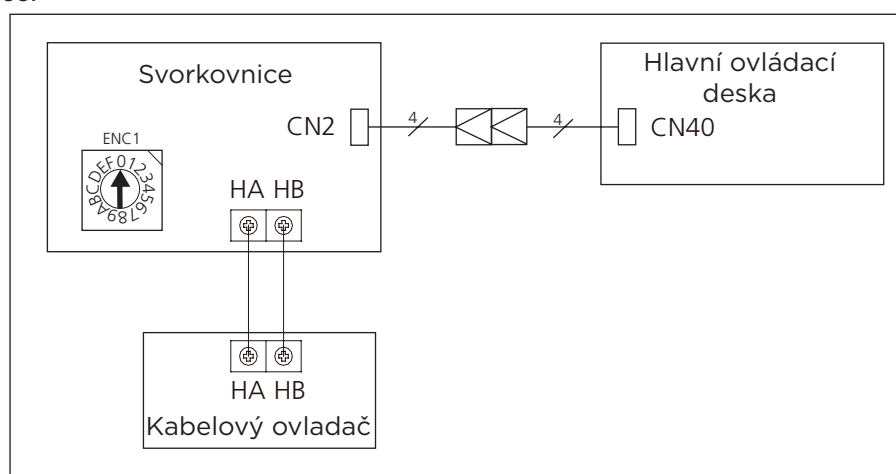 Svorkovnice
Hlavní ovládací
deska
CN2
4
4
CN40
ENC1
0123456789ABCDEF
HA HB
HA HB
Kabelový ovladač